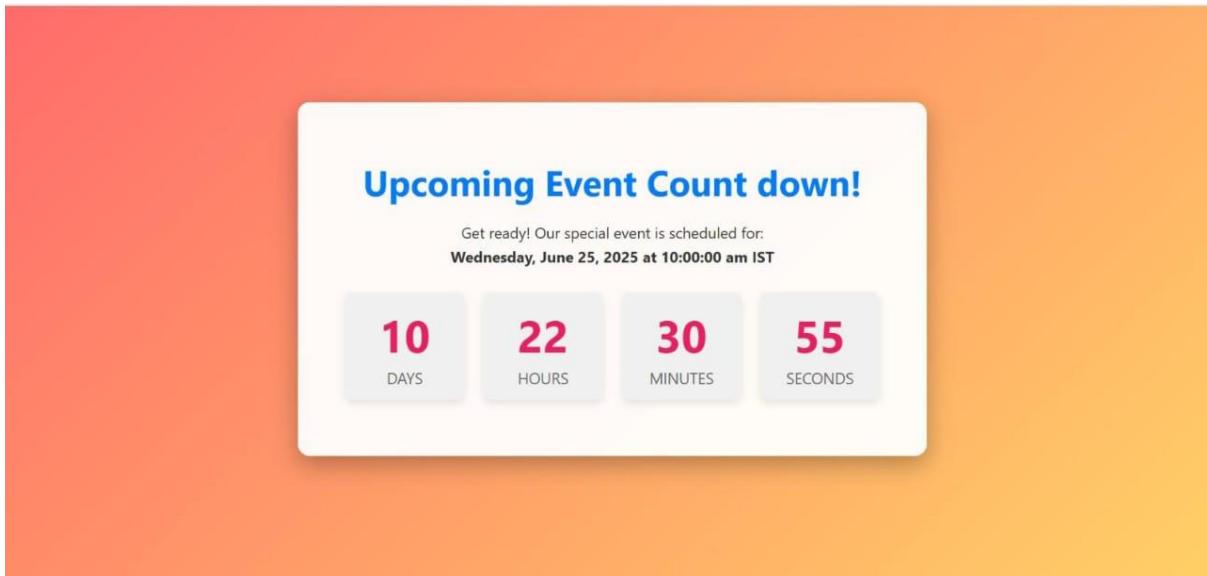 Upcoming Event Count down!
Get ready! Our special event is scheduled for:
Wednesday, June 25, 2025 at 10:00:00 am IST
10 22 30 55
DAYS HOURS MINUTES SECONDS